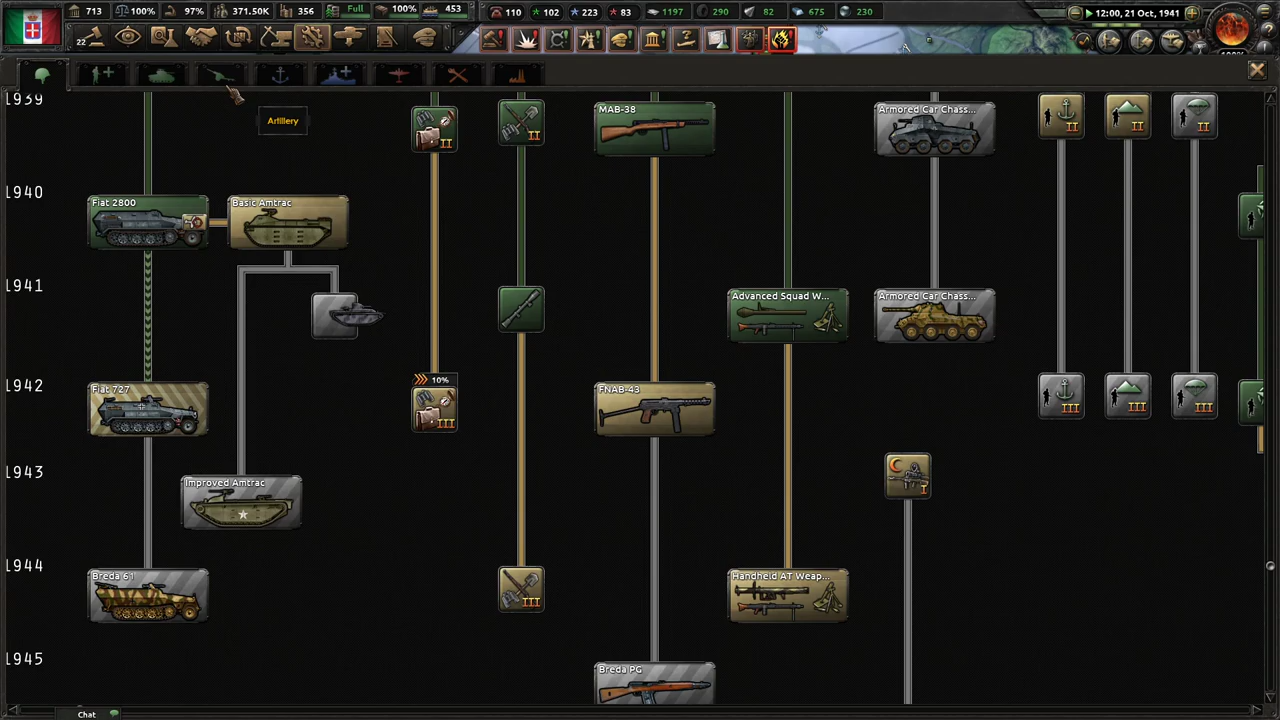 713 100% 97% 371.50K 356 Full 100% 453 110 102 223 83 1197 290 82 675 230 12:00, 21 Oct, 1941
22
100%
Artillery
1939
MAB-38
Armored Car Chass...
II II II II II
1940
Fiat 2800
Basic Amtrac
1941
Advanced Squad W...
Armored Car Chass...
1942
10%
Fiat 727
FNAB-43
III III III III
1943
Improved Amtrac
I
1944
Breda 61
III
Handheld AT Weap...
1945
Breda PG
Chat